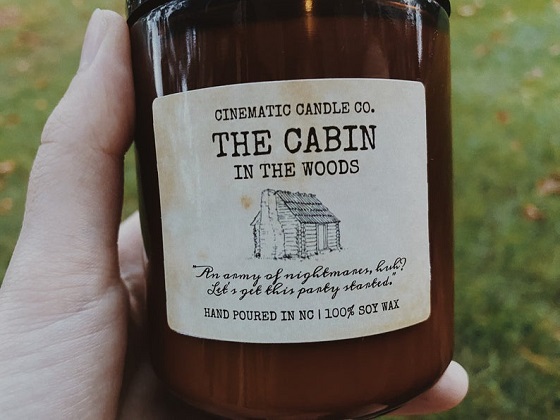 CINEMATIC CANDLE CO.
THE CABIN
IN THE WOODS
"An army of nightmares, huh?
Let's get this party started."
HAND POURED IN NC | 100% SOY WAX